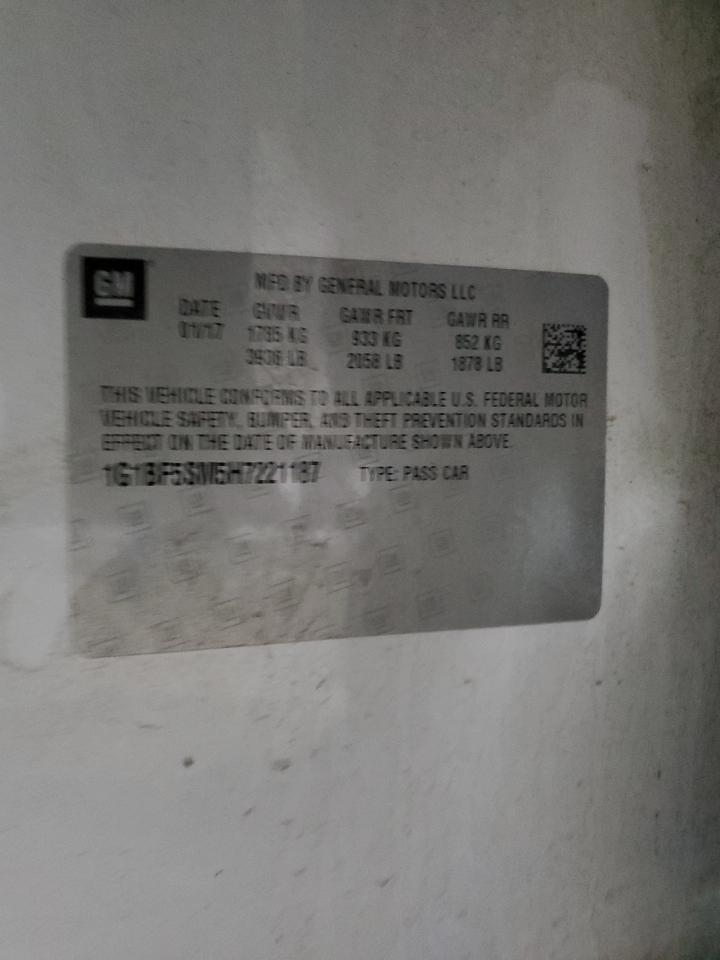 GM
MFD BY GENERAL MOTORS LLC
DATE GVWR GAWR FRT GAWR RR
01/17 1785 KG 933 KG 852 KG
3936 LB 2058 LB 1878 LB
THIS VEHICLE CONFORMS TO ALL APPLICABLE U.S. FEDERAL MOTOR
VEHICLE SAFETY, BUMPER, AND THEFT PREVENTION STANDARDS IN
EFFECT ON THE DATE OF MANUFACTURE SHOWN ABOVE.
1G1BF5SM5H7221187 TYPE: PASS CAR